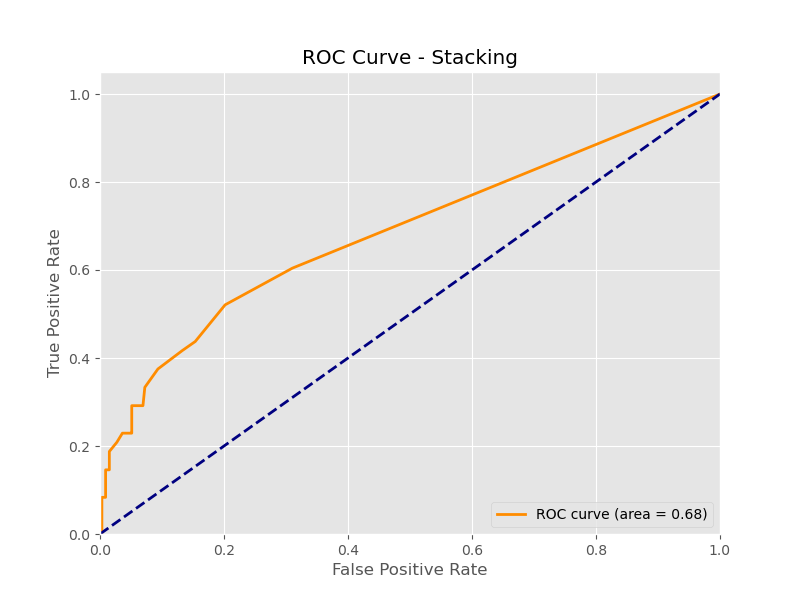 ROC Curve - Stacking
True Positive Rate
1.0
0.8
0.6
0.4
0.2
0.0
ROC curve (area = 0.68)
0.0 0.2 0.4 0.6 0.8 1.0
False Positive Rate